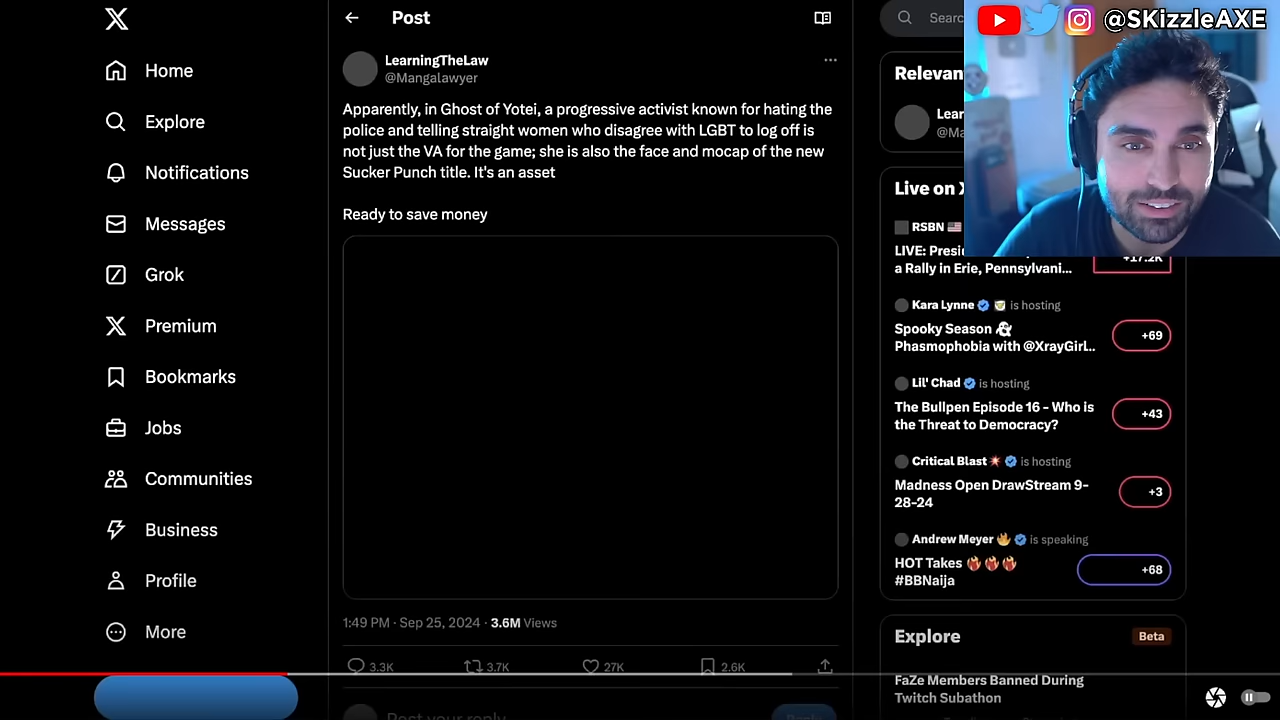 @SKizzleAXE
Home
Explore
Notifications
Messages
Grok
Premium
Bookmarks
Jobs
Communities
Business
Profile
More
Post
LearningTheLaw
@Mangalawyer
Apparently, in Ghost of Yotei, a progressive activist known for hating the
police and telling straight women who disagree with LGBT to log off is
not just the VA for the game; she is also the face and mocap of the new
Sucker Punch title. It's an asset
Ready to save money
1:49 PM · Sep 25, 2024 · 3.6M Views
3.3K
3.7K
27K
2.6K
Post your reply
Reply
Relevan
Live on X
RSBN
LIVE: Presi
a Rally in Erie, Pennsylvani...
+17.2K
Kara Lynne is hosting
Spooky Season
Phasmophobia with @XrayGirl..
+69
Lil' Chad is hosting
The Bullpen Episode 16 - Who is
the Threat to Democracy?
+43
Critical Blast is hosting
Madness Open DrawStream 9-
28-24
+3
Andrew Meyer is speaking
HOT Takes
#BBNaija
+68
Explore
Beta
FaZe Members Banned During
Twitch Subathon